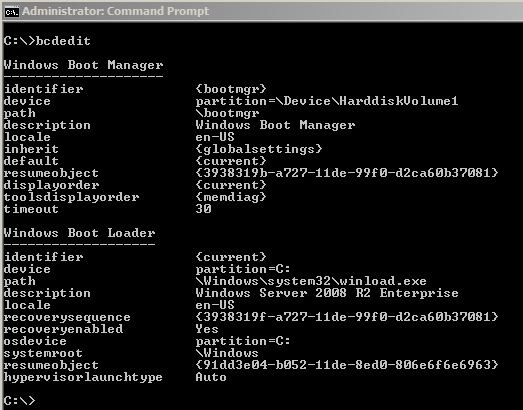 Administrator: Command Prompt
C:\>bcdedit
Windows Boot Manager
--------------------
identifier              {bootmgr}
device                  partition=\Device\HarddiskVolume1
path                    \bootmgr
description             Windows Boot Manager
locale                  en-US
inherit                 {globalsettings}
default                 {current}
resumeobject            {3938319b-a727-11de-99f0-d2ca60b37081}
displayorder            {current}
toolsdisplayorder       {memdiag}
timeout                 30
Windows Boot Loader
-------------------
identifier              {current}
device                  partition=C:
path                    \Windows\system32\winload.exe
description             Windows Server 2008 R2 Enterprise
locale                  en-US
recoverysequence        {3938319f-a727-11de-99f0-d2ca60b37081}
recoveryenabled         Yes
osdevice                partition=C:
systemroot              \Windows
resumeobject            {91dd3e04-b052-11de-8ed0-806e6f6e6963}
hypervisorlaunchtype    Auto
C:\>